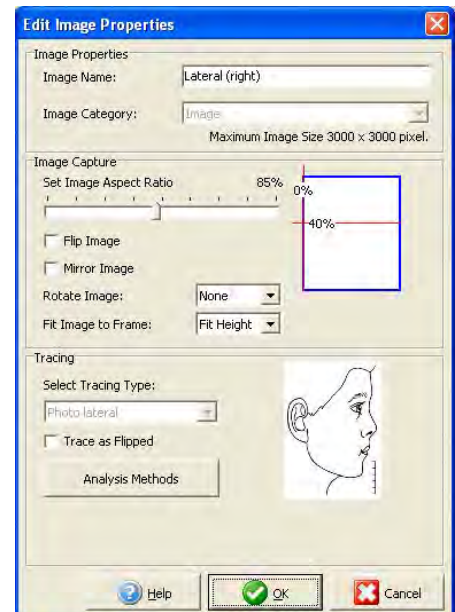 Edit Image Properties
Image Properties
Image Name: Lateral (right)
Image Category: Image
Maximum Image Size 3000 x 3000 pixel.
Image Capture
Set Image Aspect Ratio 85%
0%
40%
Flip Image
Mirror Image
Rotate Image: None
Fit Image to Frame: Fit Height
Tracing
Select Tracing Type:
Photo lateral
Trace as Flipped
Analysis Methods
Help OK Cancel